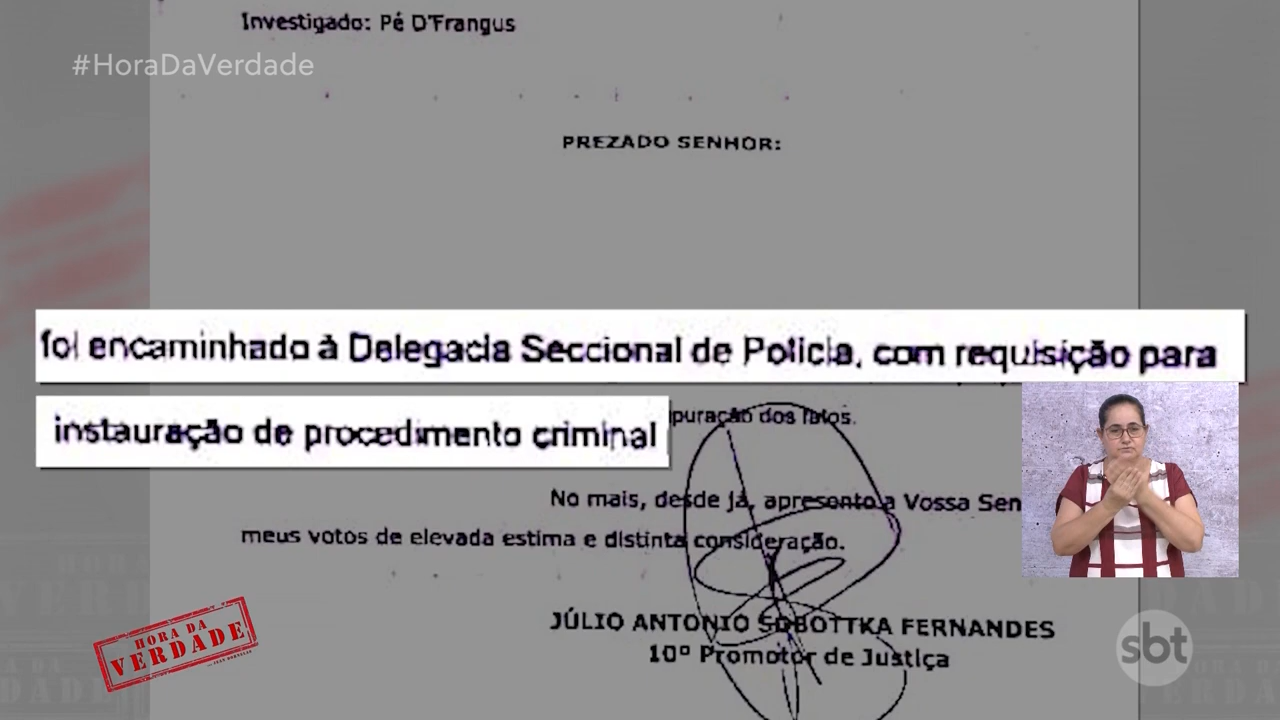 Investigado: Pé D'Frangus
#HoraDaVerdade
PREZADO SENHOR:
foi encaminhado à Delegacia Seccional de Policia, com requisição para
instauração de procedimento criminal
puração dos fatos.
No mais, desde já, apresento a Vossa Sen
meus votos de elevada estima e distinta consideração.
JÚLIO ANTONIO SOBOTTKA FERNANDES
10º Promotor de Justiça
HORA DA
VERDADE
sbt